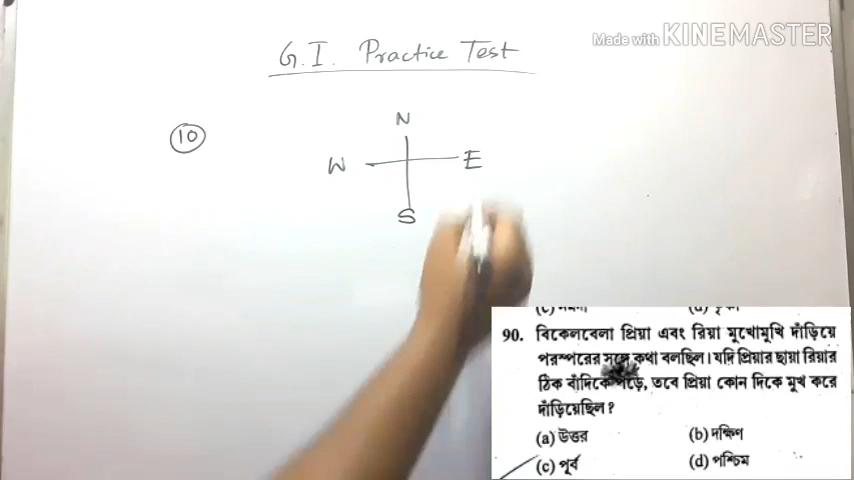 Made with KINEMASTER
G.I. Practice Test
10
N
W E
S
90. বিকেলবেলা প্রিয়া এবং রিয়া মুখোমুখি দাঁড়িয়ে
পরস্পরের সঙ্গে কথা বলছিল। যদি প্রিয়ার ছায়া রিয়ার
ঠিক বাঁদিকে পড়ে, তবে প্রিয়া কোন দিকে মুখ করে
দাঁড়িয়েছিল?
(a) উত্তর (b) দক্ষিণ
(c) পূর্ব (d) পশ্চিম